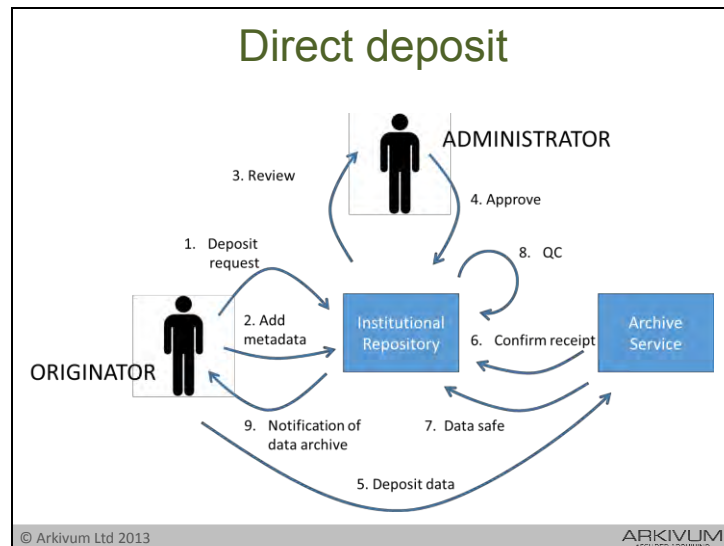 Direct deposit
ADMINISTRATOR
3. Review
4. Approve
1. Deposit
request
8. QC
2. Add
metadata
Institutional
Repository
6. Confirm receipt
Archive
Service
ORIGINATOR
9. Notification of
data archive
7. Data safe
5. Deposit data
© Arkivum Ltd 2013
ARKIVUM